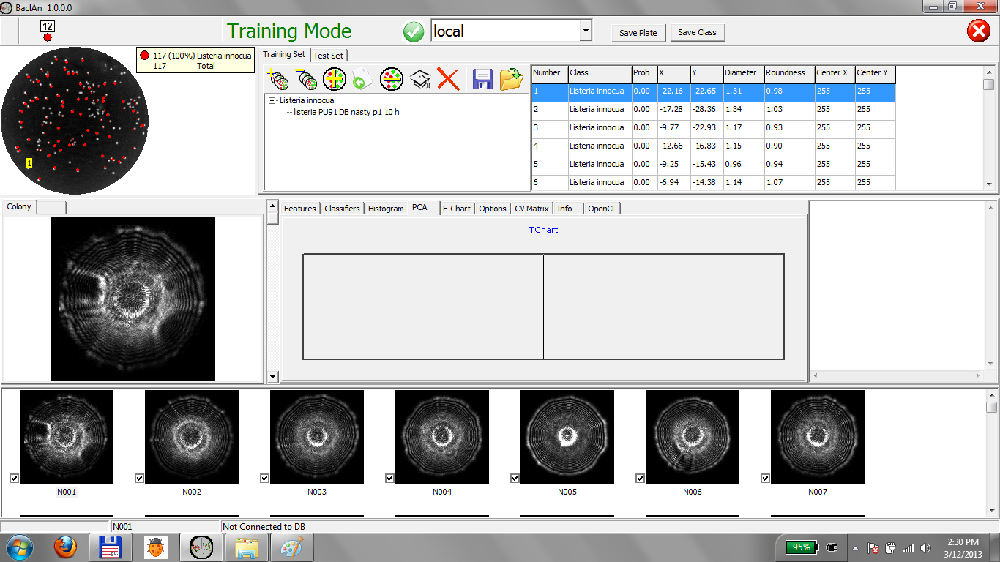 BacIAn 1.0.0.0
12
Training Mode
local
Save Plate
Save Class
117 (100%) Listeria innocua
117 Total
1
Training Set Test Set
Listeria innocua
listeria PU91 DB nasty p1 10 h
Number Class Prob X Y Diameter Roundness Center X Center Y
1 Listeria innocua 0.00 -22.16 -22.65 1.31 0.98 255 255
2 Listeria innocua 0.00 -17.28 -28.36 1.34 1.03 255 255
3 Listeria innocua 0.00 -9.77 -22.93 1.17 0.93 255 255
4 Listeria innocua 0.00 -12.66 -16.83 1.15 0.90 255 255
5 Listeria innocua 0.00 -9.25 -15.43 0.96 0.94 255 255
6 Listeria innocua 0.00 -6.94 -14.38 1.14 1.07 255 255
Colony
Features Classifiers Histogram PCA F-Chart Options CV Matrix Info OpenCL
TChart
N001 N002 N003 N004 N005 N006 N007
N001 Not Connected to DB
64
95%
2:30 PM
3/12/2013